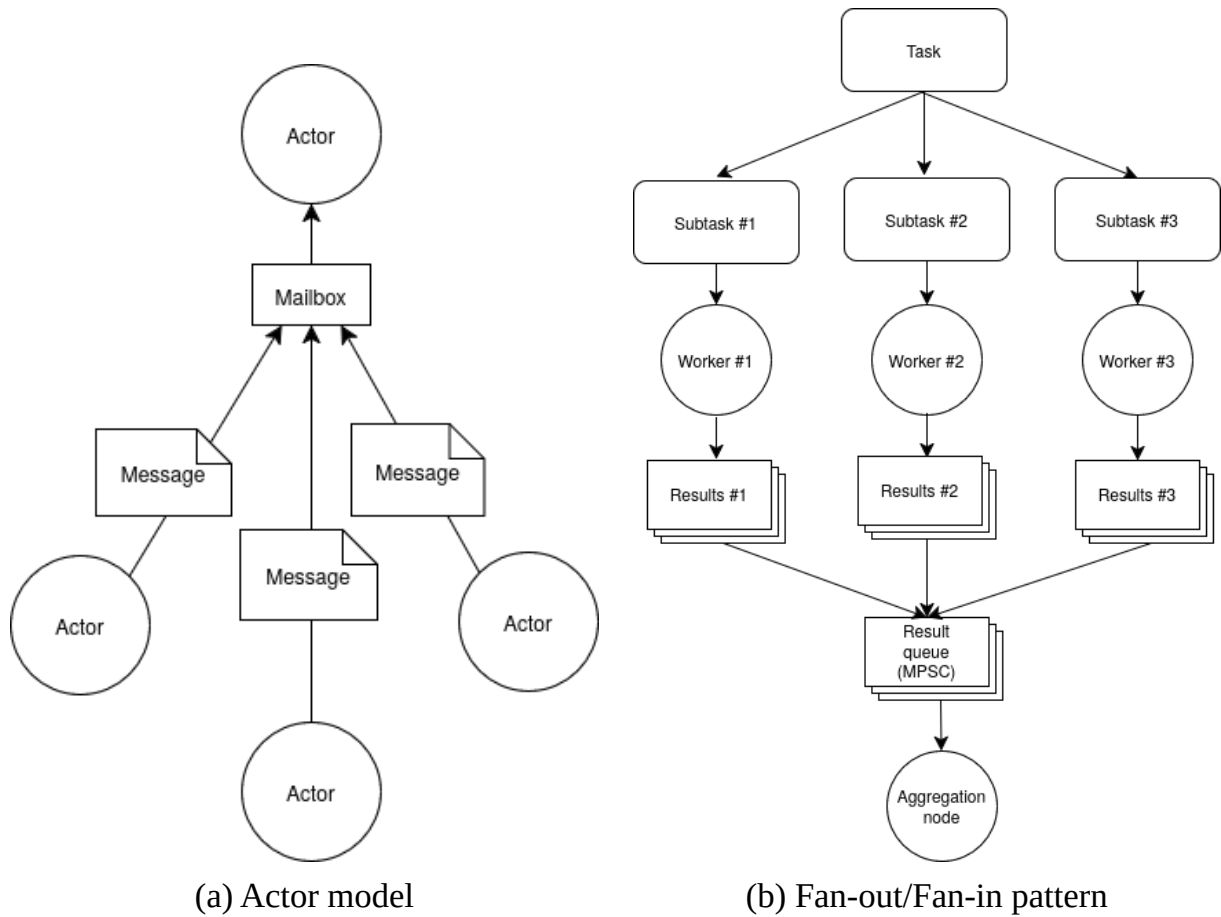 Actor
Mailbox
Message
Message
Message
Actor
Actor
Actor
(a) Actor model
Task
Subtask #1
Subtask #2
Subtask #3
Worker #1
Worker #2
Worker #3
Results #1
Results #2
Results #3
Result
queue
(MPSC)
Aggregation
node
(b) Fan-out/Fan-in pattern